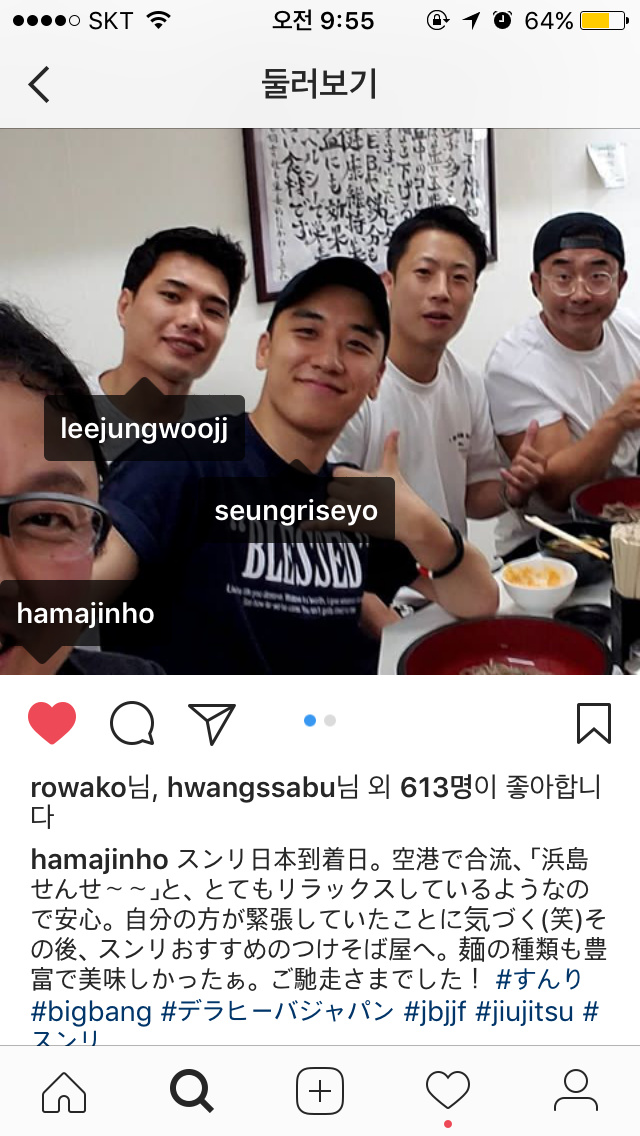 SKT 오전 9:55 64%
둘러보기
leejungwoojj
seungriseyo
"BLESSED"
hamajinho
rowako님, hwangssabu님 외 613명이 좋아합니
다
hamajinho スンリ日本到着日。空港で合流、「浜島
せんせ～～」と、とてもリラックスしているようなの
で安心。自分の方が緊張していたことに気づく(笑)そ
の後、スンリおすすめのつけそば屋へ。麺の種類も豊
富で美味しかったぁ。ご馳走さまでした！ #すんり
#bigbang #デラヒーバジャパン #jbjjf #jiujitsu #
スンリ